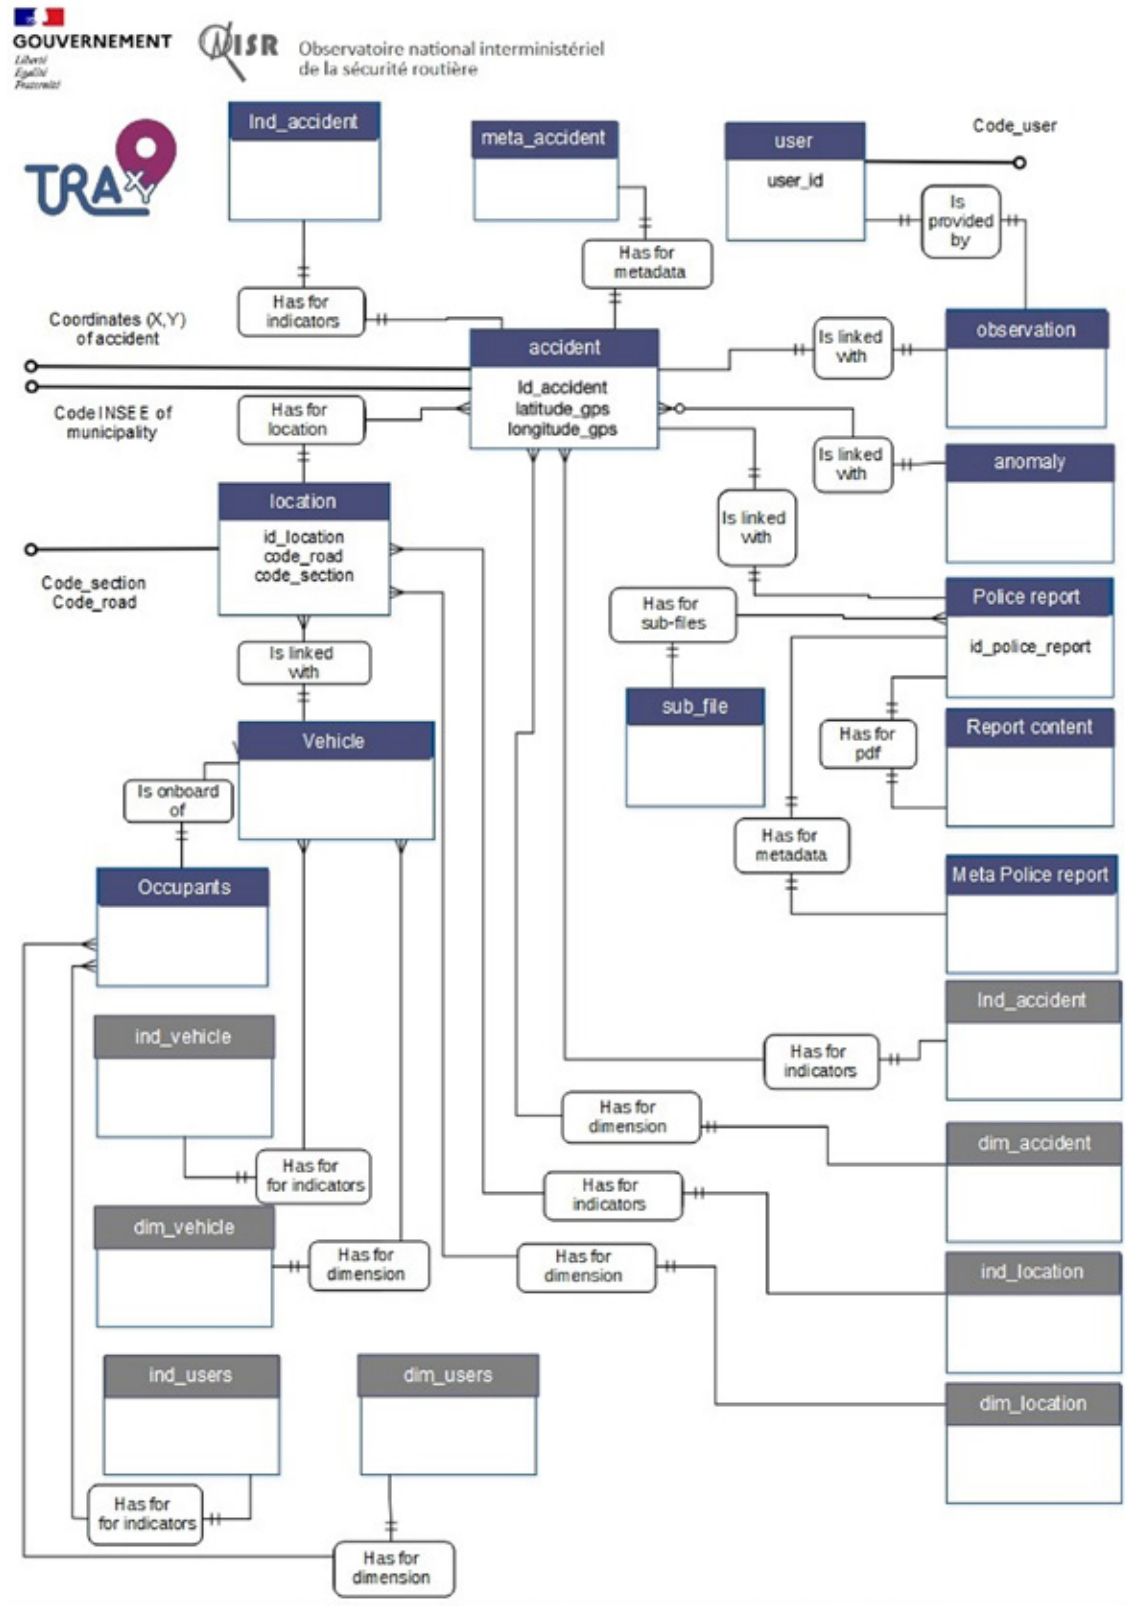 GOUVERNEMENT
Liberté
Égalité
Fraternité
ONISR
Observatoire national interministériel
de la sécurité routière
TRAxy
Ind_accident
meta_accident
user
user_id
Code_user
Is
provided
by
Has for
metadata
Has for
indicators
Coordinates (X,Y)
of accident
accident
Id_accident
latitude_gps
longitude_gps
Is linked
with
observation
Code INSEE of
municipality
Has for
location
Is linked
with
anomaly
location
id_location
code_road
code_section
Is linked
with
Code_section
Code_road
Has for
sub-files
Police report
id_police_report
Is linked
with
sub_file
Has for
pdf
Report content
Vehicle
Is onboard
of
Has for
metadata
Meta Police report
Occupants
Ind_accident
ind_vehicle
Has for
indicators
Has for
dimension
dim_accident
Has for
for indicators
Has for
indicators
dim_vehicle
Has for
dimension
Has for
dimension
ind_location
ind_users
dim_users
dim_location
Has for
for indicators
Has for
dimension